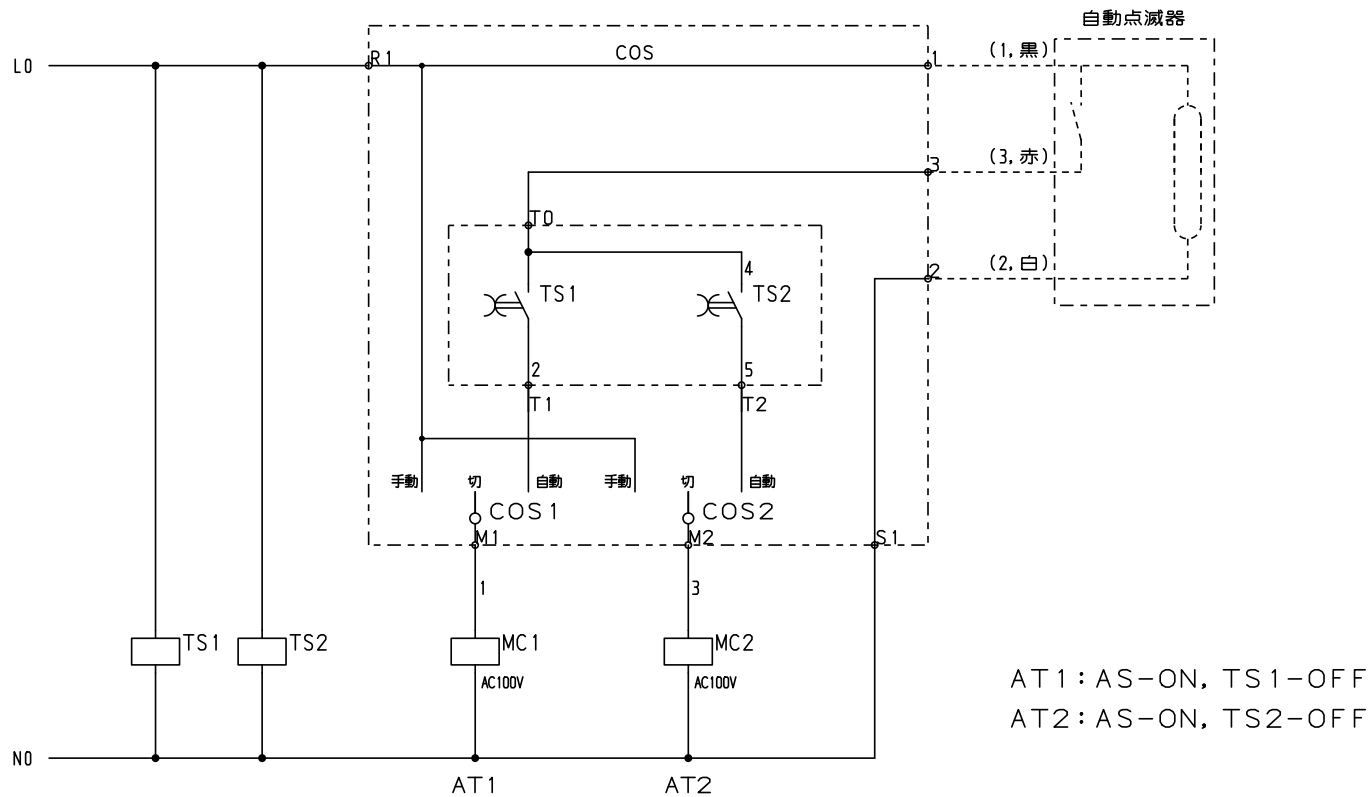 自動点滅器
COS
(1,黒)
R1
1
L0
(3,赤)
3
T0
(2,白)
2
4
TS1
TS2
2
5
T1
T2
手動
切
自動
手動
切
自動
COS1
COS2
M1
M2
S1
1
3
TS1
TS2
MC1
MC2
AC100V
AC100V
AT1:AS-ON, TS1-OFF
AT2:AS-ON, TS2-OFF
N0
AT1
AT2